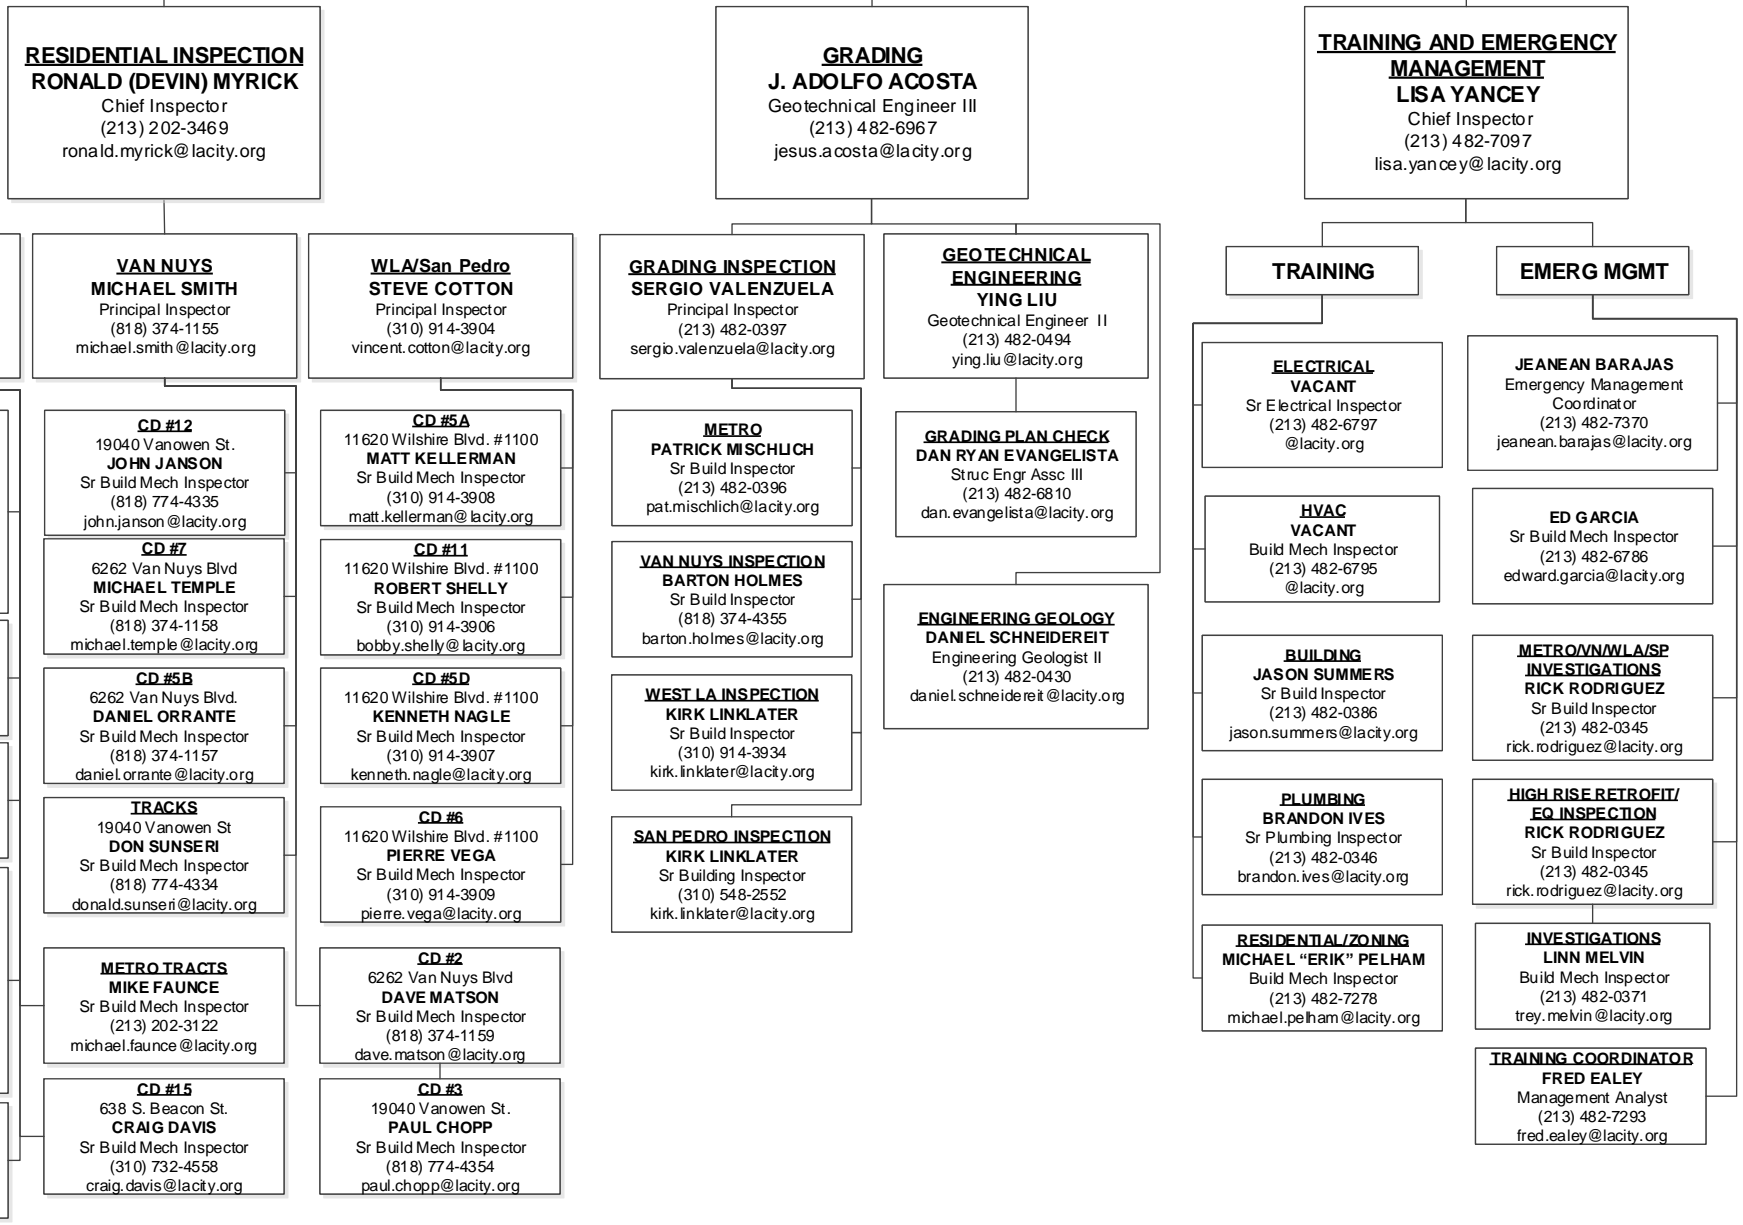 RESIDENTIAL INSPECTION
RONALD (DEVIN) MYRICK
Chief Inspector
(213) 202-3469
ronald.myrick@lacity.org
VAN NUYS
MICHAEL SMITH
Principal Inspector
(818) 374-1155
michael.smith@lacity.org
CD #12
19040 Vanowen St.
JOHN JANSON
Sr Build Mech Inspector
(818) 774-4335
john.janson@lacity.org
CD #7
6262 Van Nuys Blvd
MICHAEL TEMPLE
Sr Build Mech Inspector
(818) 374-1158
michael.temple@lacity.org
CD #5B
6262 Van Nuys Blvd.
DANIEL ORRANTE
Sr Build Mech Inspector
(818) 374-1157
daniel.orrante@lacity.org
TRACKS
19040 Vanowen St
DON SUNSERI
Sr Build Mech Inspector
(818) 774-4334
donald.sunseri@lacity.org
METRO TRACTS
MIKE FAUNCE
Sr Build Mech Inspector
(213) 202-3122
michael.faunce@lacity.org
CD #15
638 S. Beacon St.
CRAIG DAVIS
Sr Build Mech Inspector
(310) 732-4558
craig.davis@lacity.org
WLA/San Pedro
STEVE COTTON
Principal Inspector
(310) 914-3904
vincent.cotton@lacity.org
CD #5A
11620 Wilshire Blvd. #1100
MATT KELLERMAN
Sr Build Mech Inspector
(310) 914-3908
matt.kellerman@lacity.org
CD #11
11620 Wilshire Blvd. #1100
ROBERT SHELLY
Sr Build Mech Inspector
(310) 914-3906
bobby.shelly@lacity.org
CD #5D
11620 Wilshire Blvd. #1100
KENNETH NAGLE
Sr Build Mech Inspector
(310) 914-3907
kenneth.nagle@lacity.org
CD #6
11620 Wilshire Blvd. #1100
PIERRE VEGA
Sr Build Mech Inspector
(310) 914-3909
pierre.vega@lacity.org
CD #2
6262 Van Nuys Blvd
DAVE MATSON
Sr Build Mech Inspector
(818) 374-1159
dave.matson@lacity.org
CD #3
19040 Vanowen St.
PAUL CHOPP
Sr Build Mech Inspector
(818) 774-4354
paul.chopp@lacity.org
GRADING
J. ADOLFO ACOSTA
Geotechnical Engineer III
(213) 482-6967
jesus.acosta@lacity.org
GRADING INSPECTION
SERGIO VALENZUELA
Principal Inspector
(213) 482-0397
sergio.valenzuela@lacity.org
METRO
PATRICK MISCHLICH
Sr Build Inspector
(213) 482-0396
pat.mischlich@lacity.org
VAN NUYS INSPECTION
BARTON HOLMES
Sr Build Inspector
(818) 374-4355
barton.holmes@lacity.org
WEST LA INSPECTION
KIRK LINKLATER
Sr Build Inspector
(310) 914-3934
kirk.linklater@lacity.org
SAN PEDRO INSPECTION
KIRK LINKLATER
Sr Building Inspector
(310) 548-2552
kirk.linklater@lacity.org
GEOTECHNICAL
ENGINEERING
YING LIU
Geotechnical Engineer II
(213) 482-0494
ying.liu@lacity.org
GRADING PLAN CHECK
DAN RYAN EVANGELISTA
Struc Engr Assc III
(213) 482-6810
dan.evangelista@lacity.org
ENGINEERING GEOLOGY
DANIEL SCHNEIDEREIT
Engineering Geologist II
(213) 482-0430
daniel.schneidereit@lacity.org
TRAINING AND EMERGENCY
MANAGEMENT
LISA YANCEY
Chief Inspector
(213) 482-7097
lisa.yancey@lacity.org
TRAINING
ELECTRICAL
VACANT
Sr Electrical Inspector
(213) 482-6797
@lacity.org
HVAC
VACANT
Build Mech Inspector
(213) 482-6795
@lacity.org
BUILDING
JASON SUMMERS
Sr Build Inspector
(213) 482-0386
jason.summers@lacity.org
PLUMBING
BRANDON IVES
Sr Plumbing Inspector
(213) 482-0346
brandon.ives@lacity.org
RESIDENTIAL/ZONING
MICHAEL “ERIK” PELHAM
Build Mech Inspector
(213) 482-7278
michael.pelham@lacity.org
EMERG MGMT
JEANEAN BARAJAS
Emergency Management
Coordinator
(213) 482-7370
jeanean.barajas@lacity.org
ED GARCIA
Sr Build Mech Inspector
(213) 482-6786
edward.garcia@lacity.org
METRO/VN/WLA/SP
INVESTIGATIONS
RICK RODRIGUEZ
Sr Build Inspector
(213) 482-0345
rick.rodriguez@lacity.org
HIGH RISE RETROFIT/
EQ INSPECTION
RICK RODRIGUEZ
Sr Build Inspector
(213) 482-0345
rick.rodriguez@lacity.org
INVESTIGATIONS
LINN MELVIN
Build Mech Inspector
(213) 482-0371
trey.melvin@lacity.org
TRAINING COORDINATOR
FRED EALEY
Management Analyst
(213) 482-7293
fred.ealey@lacity.org